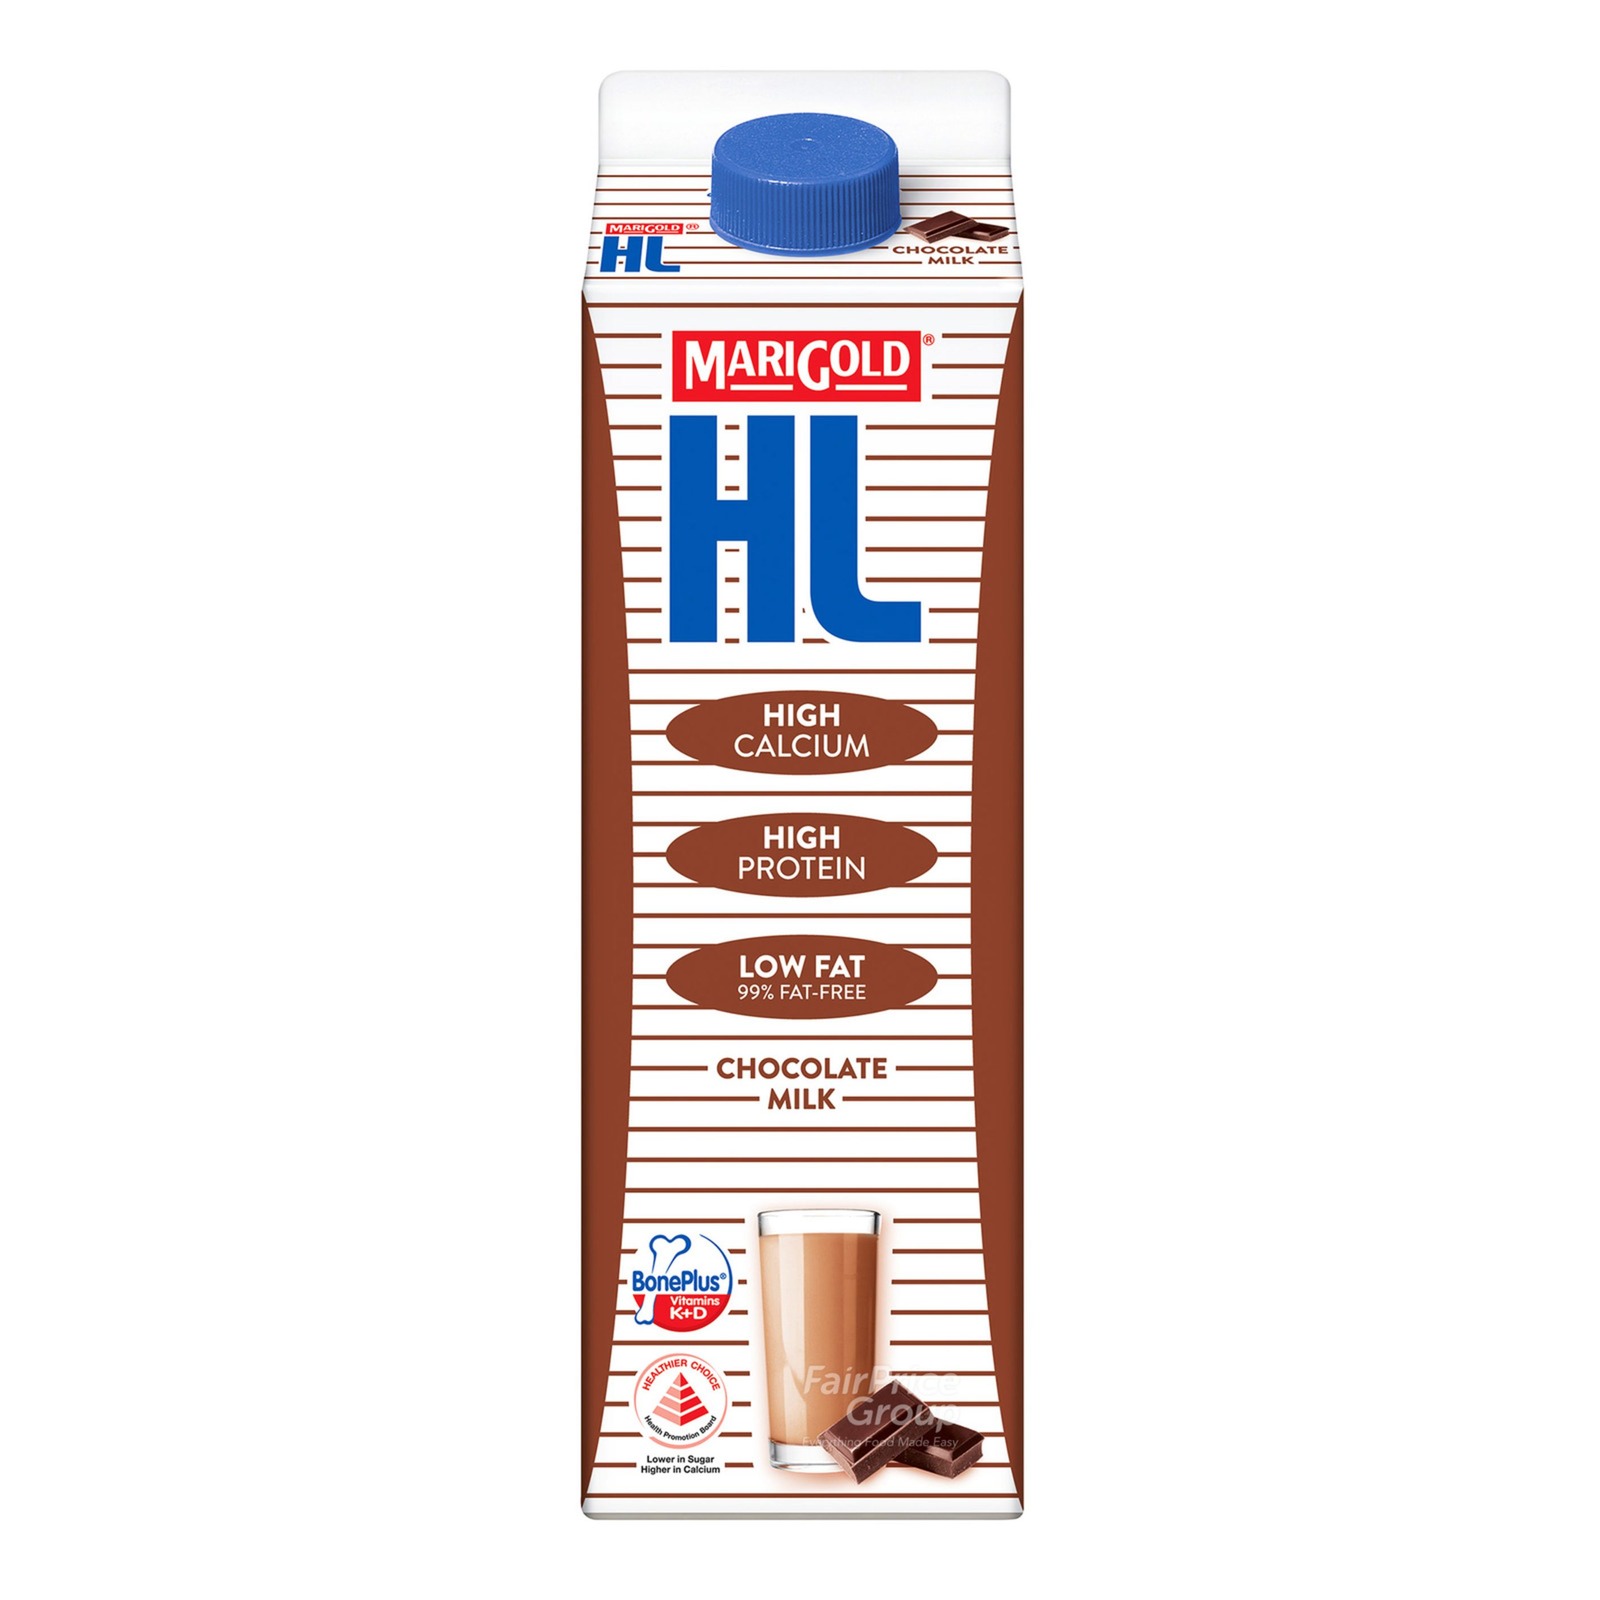 MARIGOLD ®
HL
CHOCOLATE
MILK
MARIGOLD ®
HL
HIGH
CALCIUM
HIGH
PROTEIN
LOW FAT
99% FAT-FREE
CHOCOLATE
MILK
BonePlus®
Vitamins
K+D
HEALTHIER CHOICE
Health Promotion Board
Lower in Sugar
Higher in Calcium
FairPrice
Group
Everything Food Made Easy